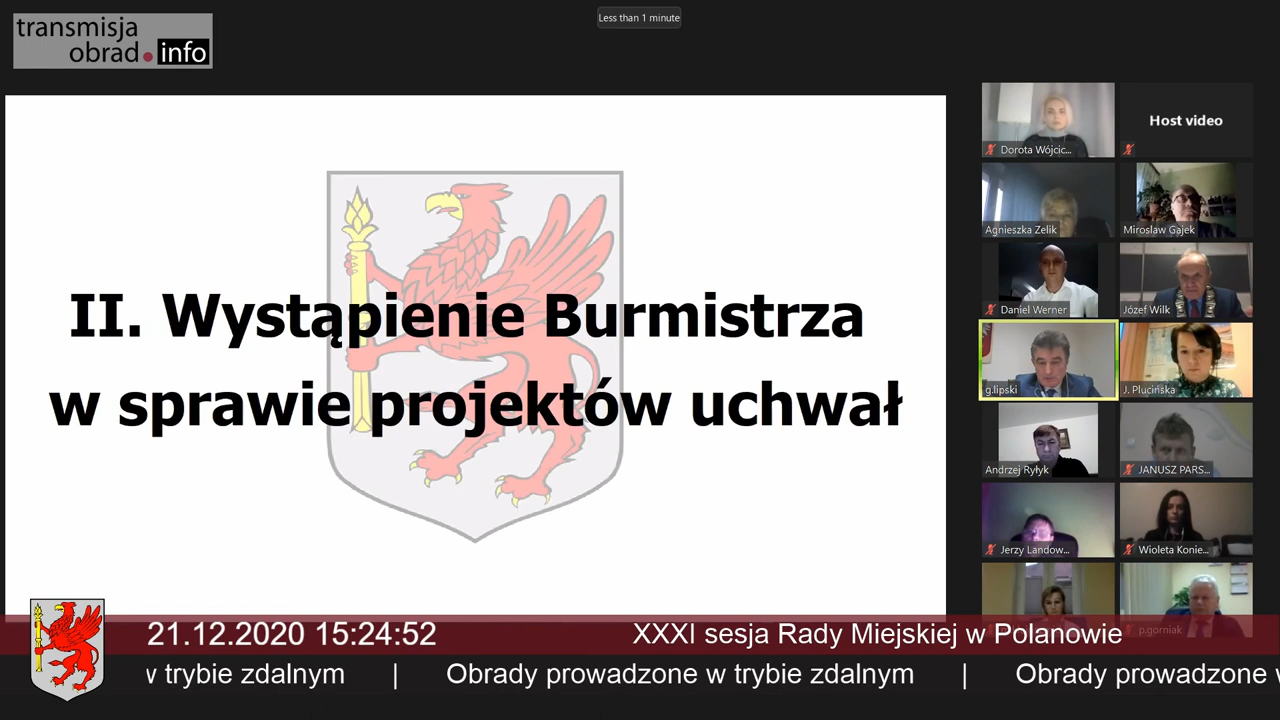 transmisja
obrad.info
Less than 1 minute
II. Wystąpienie Burmistrza
w sprawie projektów uchwał
Dorota Wójcic...
Host video
Agnieszka Zelik
Miroslaw Gajek
Daniel Werner
Józef Wilk
g.lipski
J. Plucińska
Andrzej Ryłyk
JANUSZ PARS...
Jerzy Landow...
Wioleta Konie...
p.gorniak
21.12.2020 15:24:52
XXXI sesja Rady Miejskiej w Polanowie
w trybie zdalnym | Obrady prowadzone w trybie zdalnym | Obrady prowadzone w